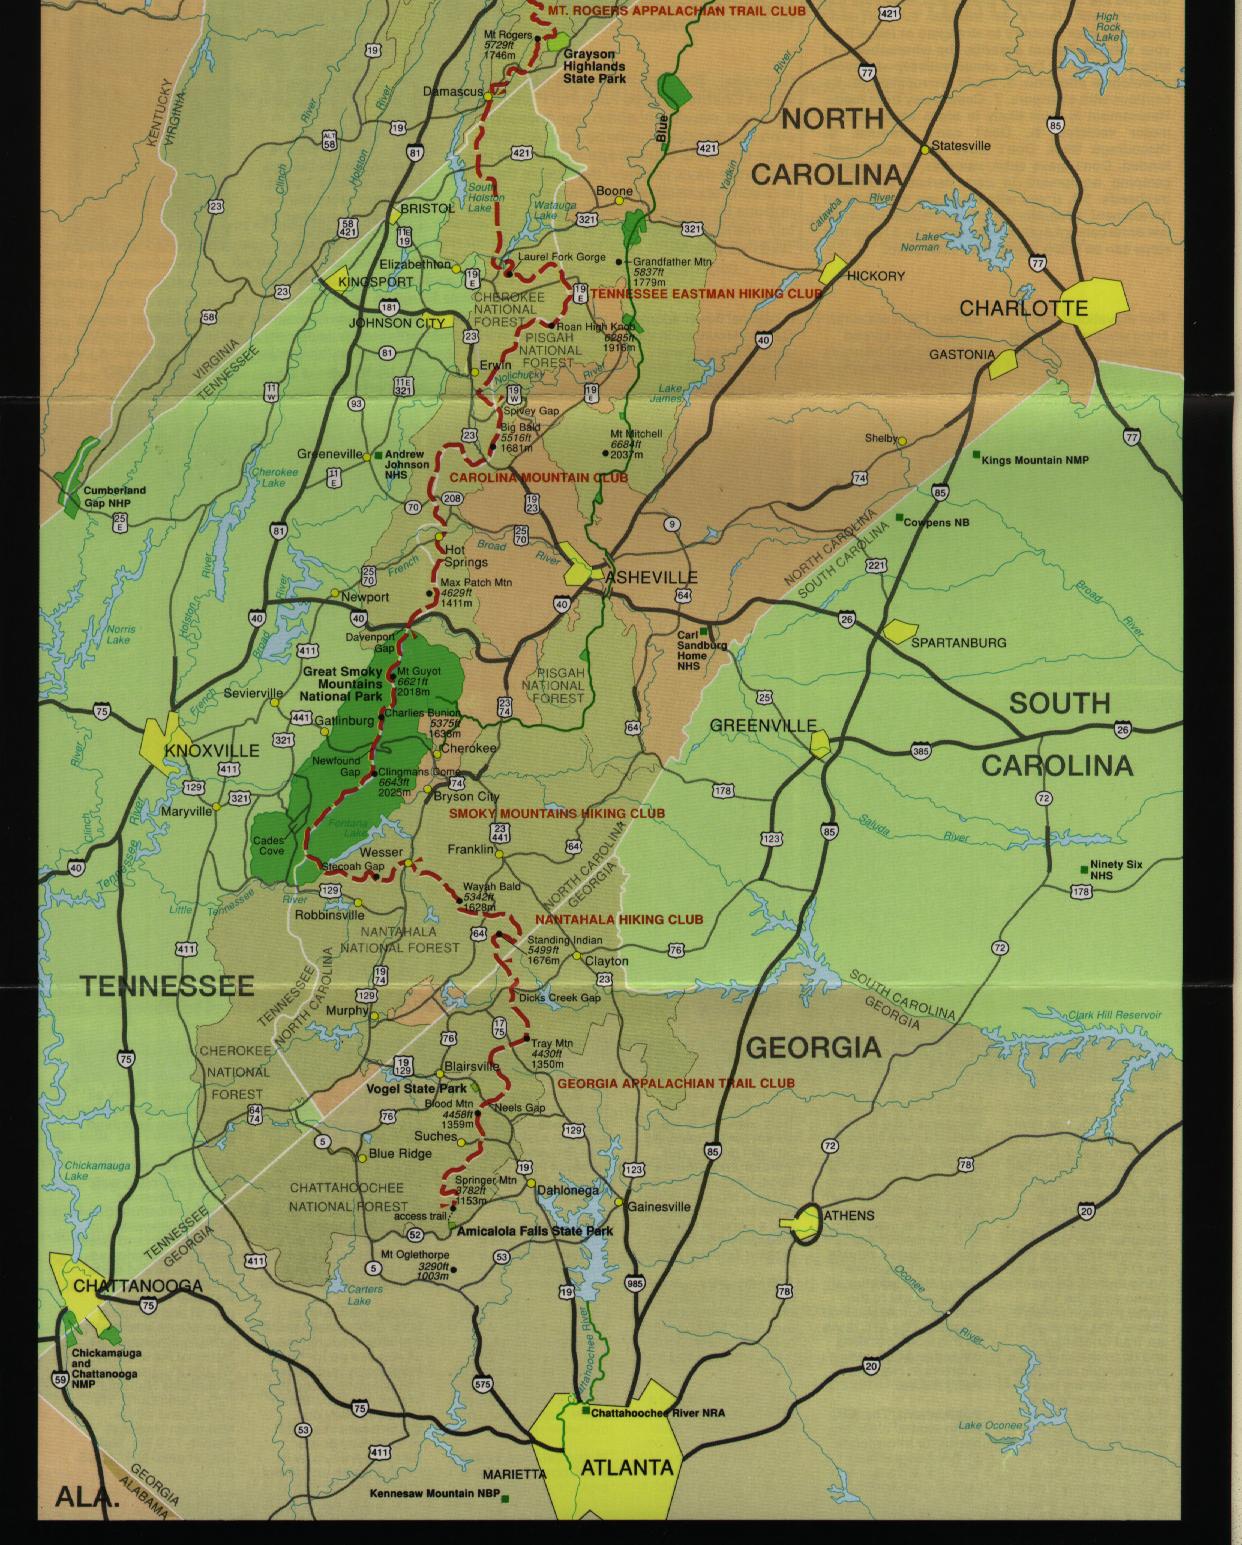 MT. ROGERS APPALACHIAN TRAIL CLUB
421
Mt Rogers
5729ft
1746m
High
Rock
Lake
Grayson
Highlands
State Park
19
River
77
KENTUCKY
VIRGINIA
Damascus
River
River
Blue
NORTH
85
ALT
58
19
Statesville
81
421
421
Clinch
Holston
Yadkin
CAROLINA
South
Holston
Lake
Boone
River
23
BRISTOL
Watauga
Lake
321
Catawba
58
421
11E
19
321
Lake
Norman
Laurel Fork Gorge
Grandfather Mtn
5837ft
1779m
77
Elizabethton
19
E
HICKORY
KINGSPORT
23
19
E
TENNESSEE EASTMAN HIKING CLUB
CHEROKEE
NATIONAL
FOREST
181
CHARLOTTE
58
JOHNSON CITY
Roan High Knob
6285ft
1916m
23
PISGAH
NATIONAL
FOREST
40
VIRGINIA
TENNESSEE
81
GASTONIA
Erwin
Nolichucky
River
11
W
11E
321
19
W
19
E
Lake
James
93
Spivey Gap
Big Bald
5516ft
1681m
23
Mt Mitchell
6684ft
2037m
Shelby
77
Greeneville
Andrew
Johnson
NHS
Kings Mountain NMP
Cherokee
Lake
11
E
CAROLINA MOUNTAIN CLUB
74
Cumberland
Gap NHP
85
208
19
23
70
25
E
9
Cowpens NB
81
25
70
NORTH CAROLINA
SOUTH CAROLINA
Hot
Springs
Broad
River
River
French
221
25
70
ASHEVILLE
Max Patch Mtn
4629ft
1411m
Newport
64
Broad
River
40
40
40
26
Norris
Lake
Holston
River
Broad
Davenport
Gap
Carl
Sandburg
Home
NHS
SPARTANBURG
411
Great Smoky
Mountains
National Park
Mt Guyot
6621ft
2018m
PISGAH
NATIONAL
FOREST
Sevierville
French
25
SOUTH
75
23
74
441
Gatlinburg
Charlies Bunion
5375ft
1638m
64
GREENVILLE
26
321
KNOXVILLE
Cherokee
385
River
411
Newfound
Gap
Clingmans Dome
6643ft
2025m
CAROLINA
129
321
74
Bryson City
178
72
Maryville
SMOKY MOUNTAINS HIKING CLUB
Fontana
Lake
Clinch
River
Tennessee
Cades
Cove
23
441
85
Saluda
River
123
Wesser
Franklin
64
40
Stecoah Gap
Ninety Six
NHS
NORTH CAROLINA
GEORGIA
129
Wayah Bald
5342ft
1628m
178
River
Little
Tennessee
Robbinsville
NANTAHALA HIKING CLUB
NANTAHALA
NATIONAL FOREST
64
Standing Indian
5499ft
1676m
411
76
72
Clayton
TENNESSEE
19
74
23
TENNESSEE
NORTH CAROLINA
129
Dicks Creek Gap
SOUTH CAROLINA
GEORGIA
Murphy
Clark Hill Reservoir
17
75
76
Tray Mtn
4430ft
1350m
GEORGIA
CHEROKEE
NATIONAL
FOREST
75
19
129
Blairsville
GEORGIA APPALACHIAN TRAIL CLUB
Vogel State Park
Blood Mtn
4458ft
1359m
Neels Gap
64
74
76
129
5
Suches
72
85
Blue Ridge
Chickamauga
Lake
19
123
78
Springer Mtn
3782ft
1153m
CHATTAHOOCHEE
NATIONAL FOREST
Dahlonega
Gainesville
20
access trail
ATHENS
TENNESSEE
GEORGIA
Amicalola Falls State Park
52
411
Mt Oglethorpe
3290ft
1003m
53
5
CHATTANOOGA
985
Oconee
19
78
Carters
Lake
75
River
Chickamauga
and
Chattanooga
NMP
59
Chattahoochee River
20
575
75
Chattahoochee River NRA
53
Lake Oconee
411
MARIETTA
ATLANTA
GEORGIA
ALABAMA
ALA.
Kennesaw Mountain NBP